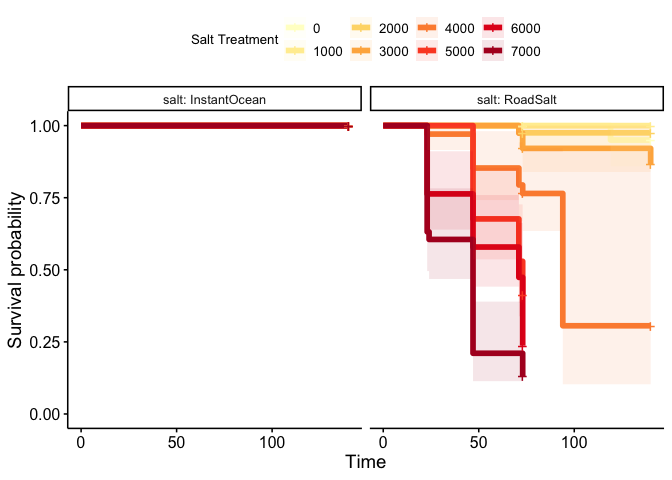 Salt Treatment
0 2000 4000 6000
1000 3000 5000 7000
salt: InstantOcean salt: RoadSalt
1.00
0.75
0.50
0.25
0.00
0 50 100 0 50 100
Time
Survival probability